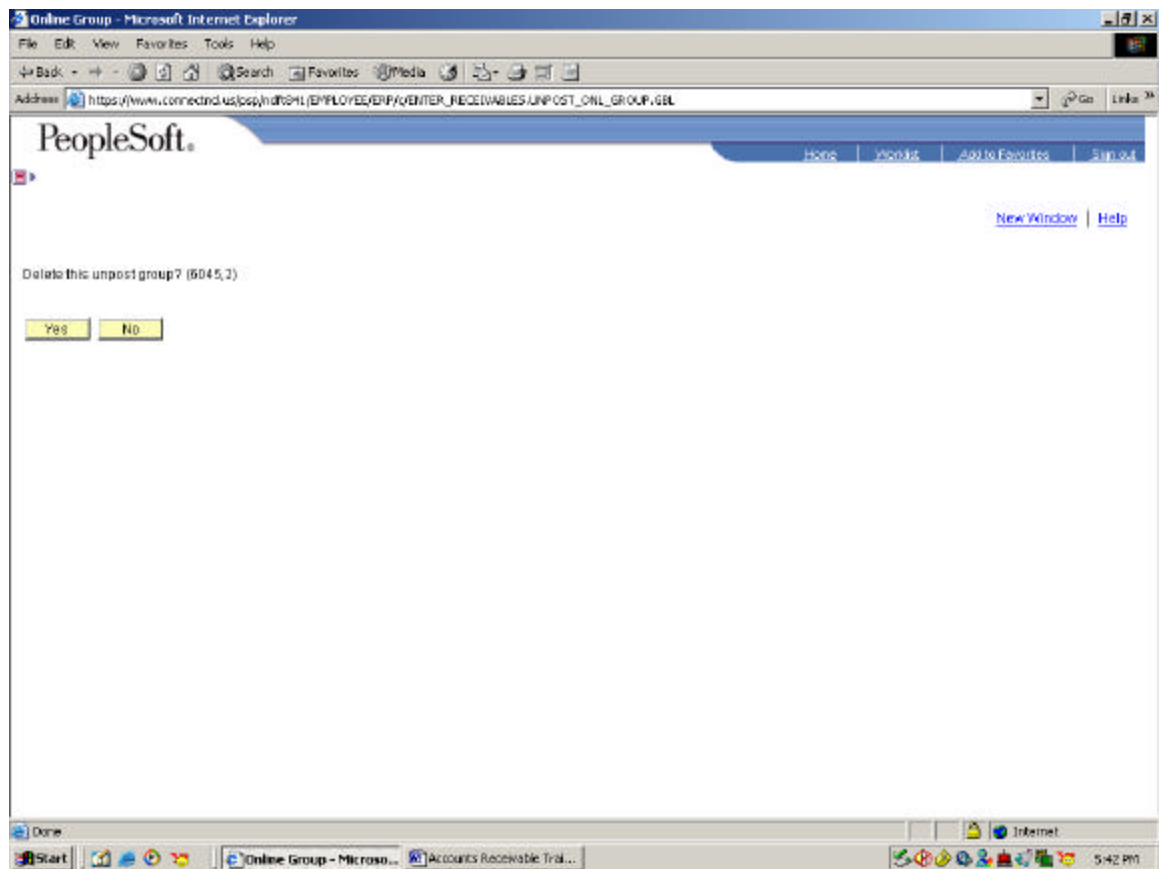 Online Group - Microsoft Internet Explorer
File Edit View Favorites Tools Help
Back Search Favorites Media
Address https://www.connectnd.us/psp/ndftb941/EMPLOYEE/ERP/c/ENTER_RECEIVABLES.UNPOST_ONL_GROUP.GBL Go Links
PeopleSoft.
Home Worklist Add to Favorites Sign out
New Window Help
Delete this unpost group? (6045,2)
Yes No
Done Internet
Start Online Group - Microso... Accounts Receivable Trai... 5:42 PM